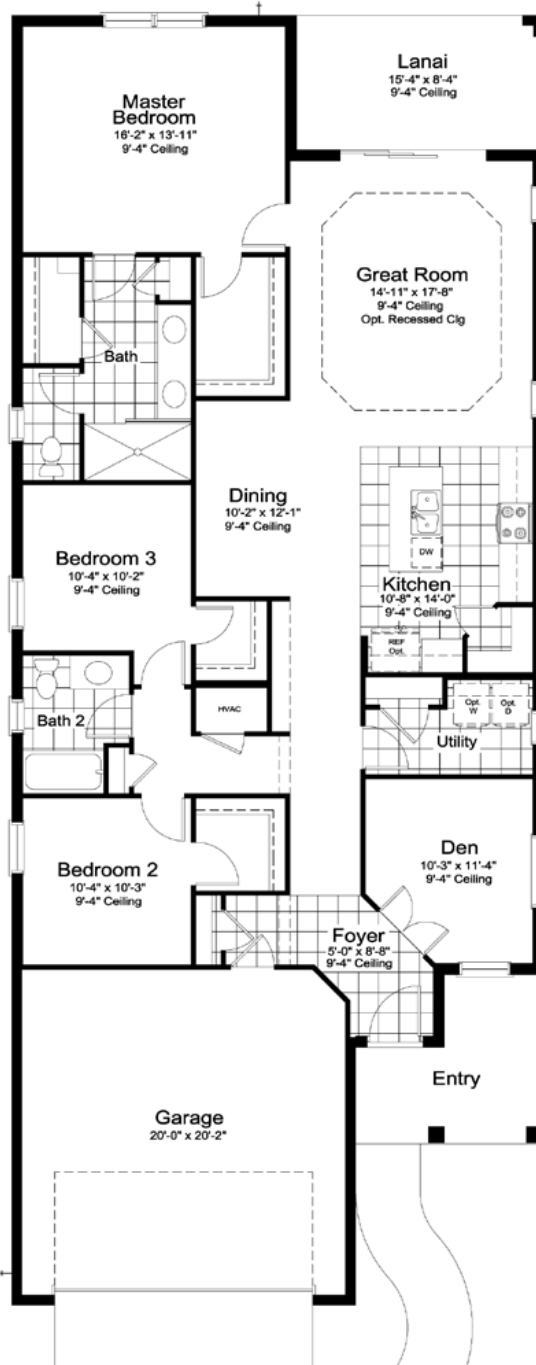 Lanai
15'-4" x 8'-4"
9'-4" Ceiling
Master
Bedroom
16'-2" x 13'-11"
9'-4" Ceiling
Great Room
14'-11" x 17'-8"
9'-4" Ceiling
Opt. Recessed Clg
Bath
Dining
10'-2" x 12'-1"
9'-4" Ceiling
DW
Bedroom 3
10'-4" x 10'-2"
9'-4" Ceiling
Kitchen
10'-8" x 14'-0"
9'-4" Ceiling
REF
Opt.
HVAC
Bath 2
Opt.
W
Opt.
D
Utility
Den
10'-3" x 11'-4"
9'-4" Ceiling
Bedroom 2
10'-4" x 10'-3"
9'-4" Ceiling
Foyer
5'-0" x 8'-8"
9'-4" Ceiling
Entry
Garage
20'-0" x 20'-2"